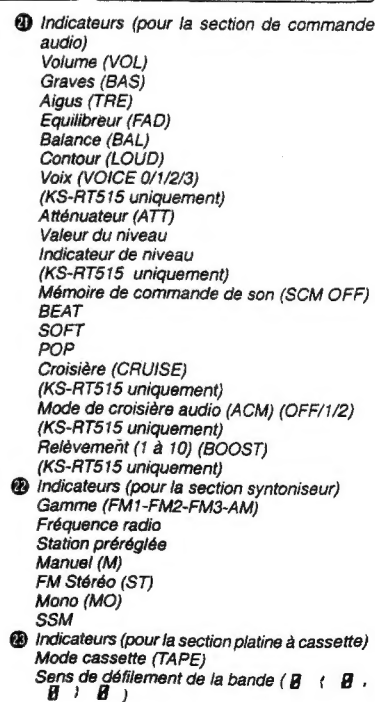 ㉑ Indicateurs (pour la section de commande
audio)
Volume (VOL)
Graves (BAS)
Aigus (TRE)
Equilibreur (FAD)
Balance (BAL)
Contour (LOUD)
Voix (VOICE 0/1/2/3)
(KS-RT515 uniquement)
Atténuateur (ATT)
Valeur du niveau
Indicateur de niveau
(KS-RT515 uniquement)
Mémoire de commande de son (SCM OFF)
BEAT
SOFT
POP
Croisière (CRUISE)
(KS-RT515 uniquement)
Mode de croisière audio (ACM) (OFF/1/2)
(KS-RT515 uniquement)
Relèvement (1 à 10) (BOOST)
(KS-RT515 uniquement)
㉒ Indicateurs (pour la section syntoniseur)
Gamme (FM1-FM2-FM3-AM)
Fréquence radio
Station préréglée
Manuel (M)
FM Stéréo (ST)
Mono (MO)
SSM
㉓ Indicateurs (pour la section platine à cassette)
Mode cassette (TAPE)
Sens de défilement de la bande (